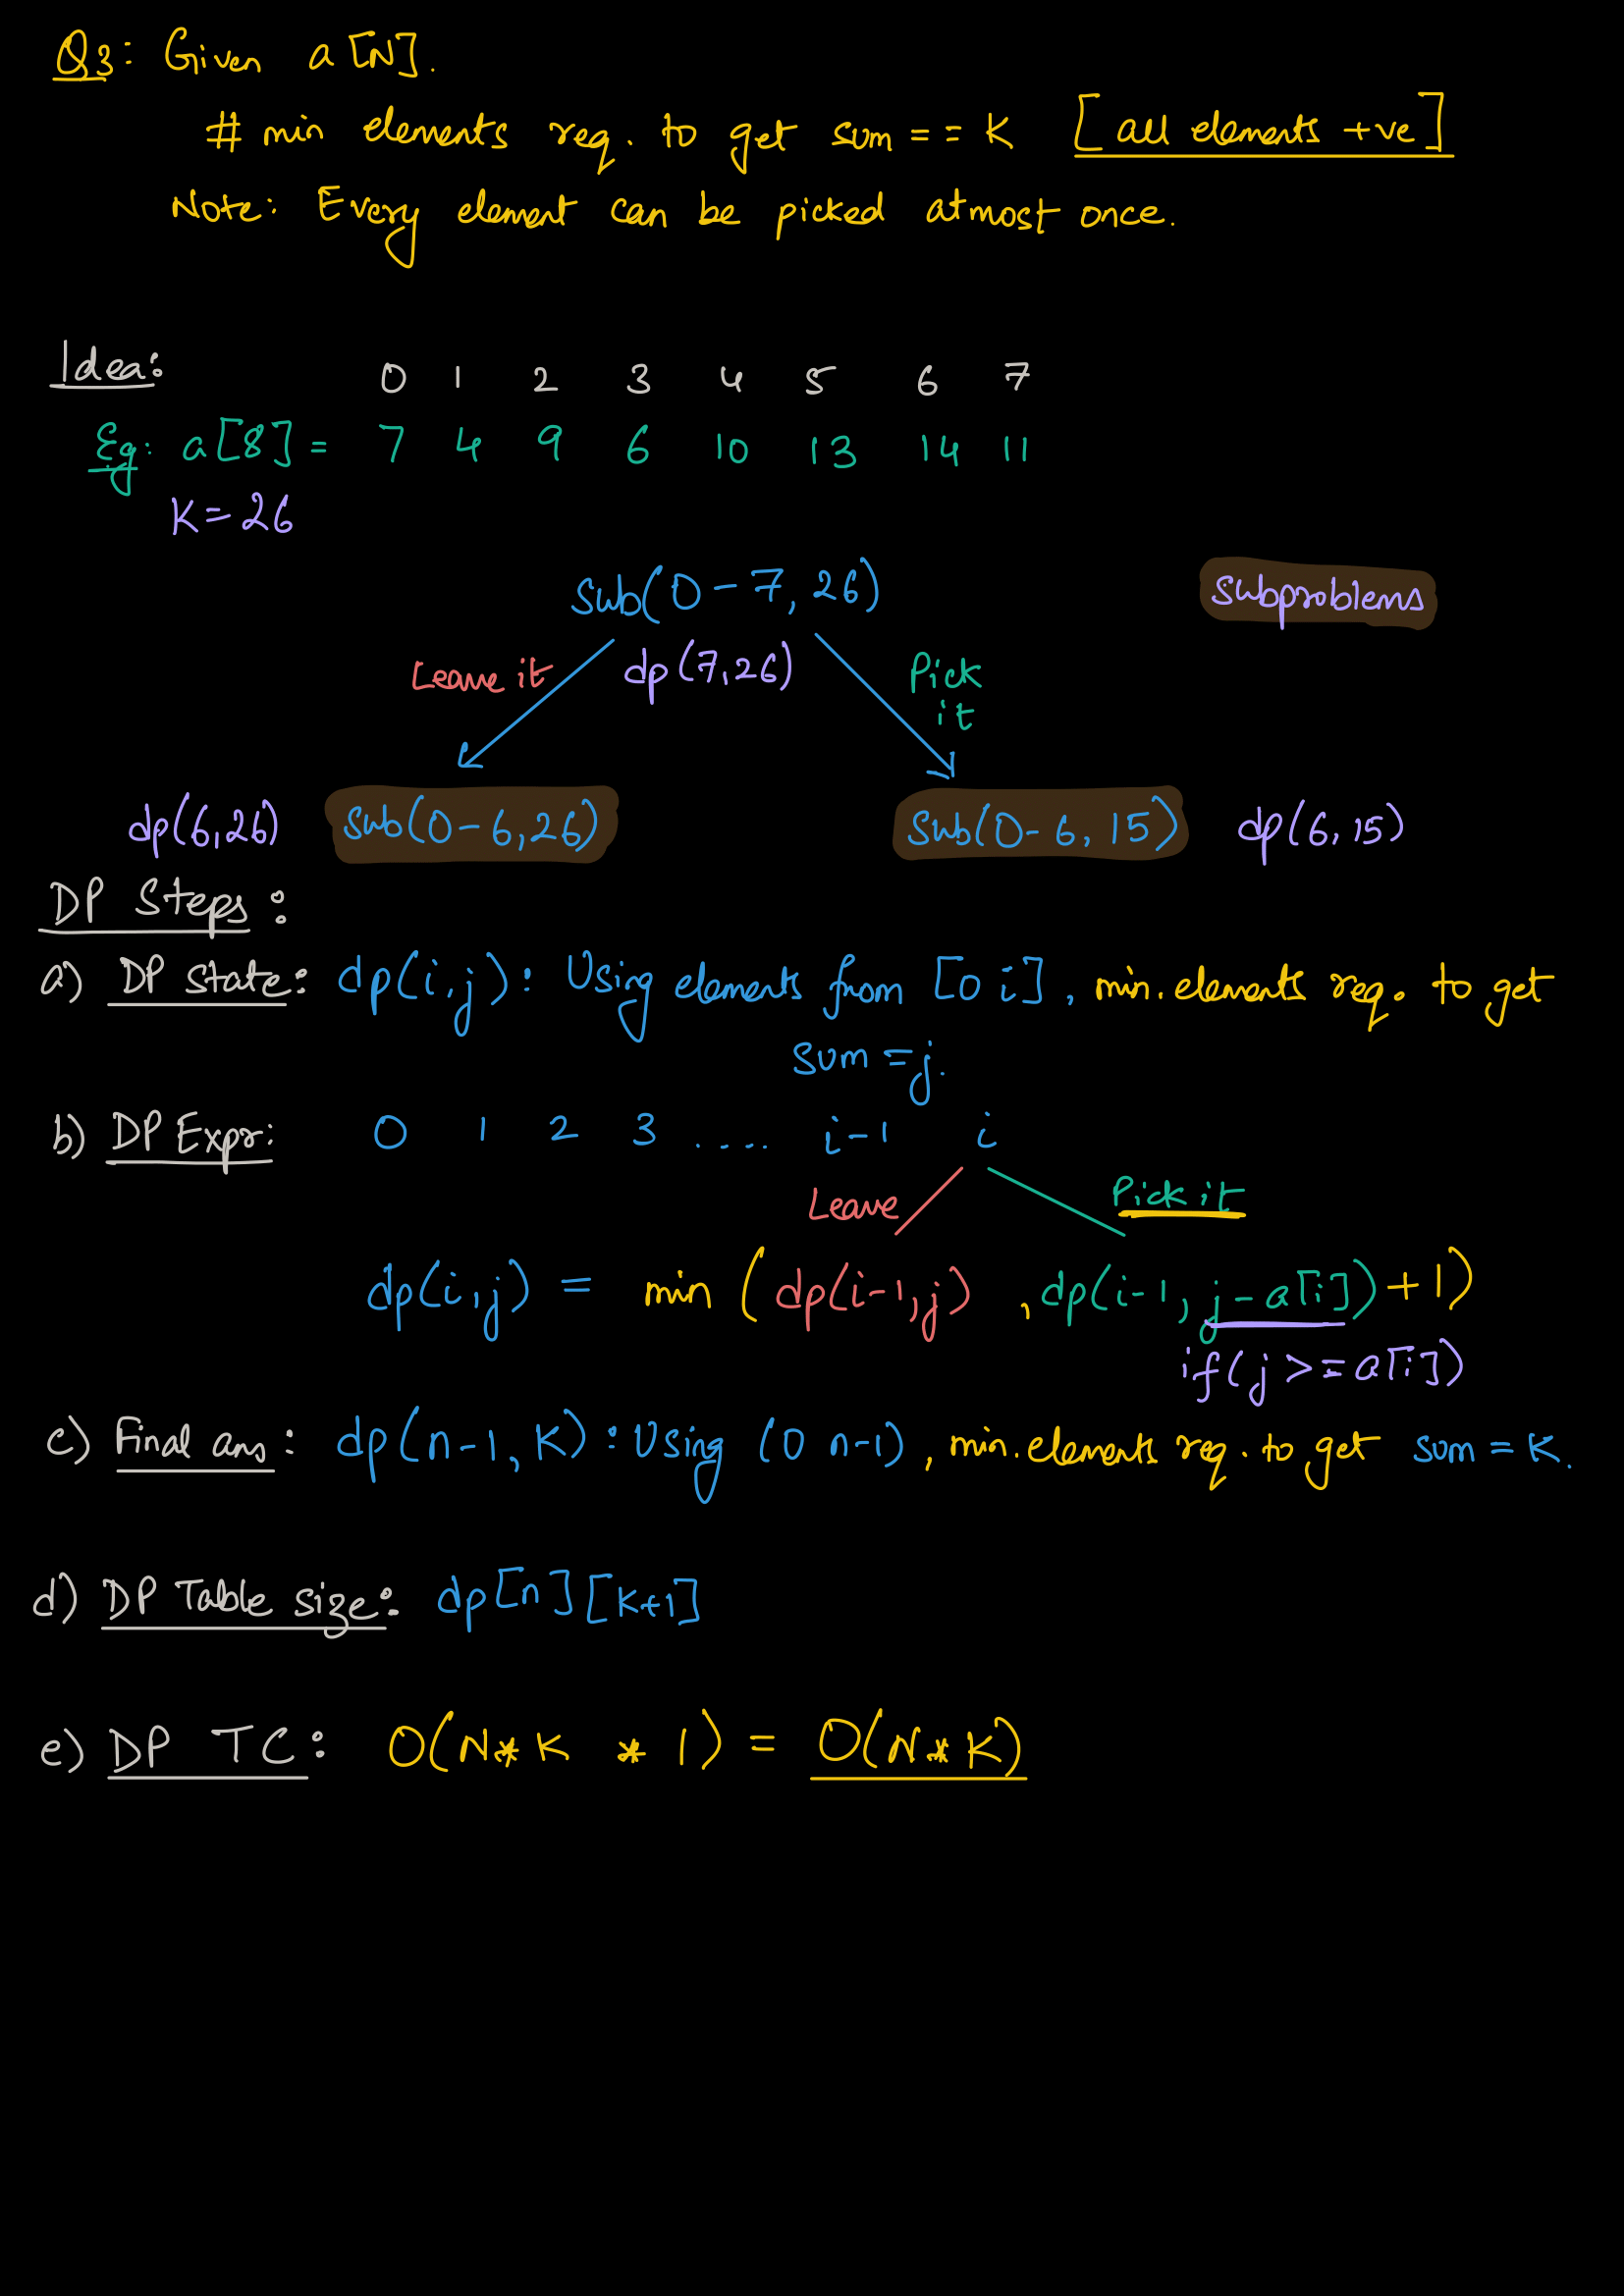 Q3: Given a[N].
# min elements req. to get sum == K [all elements +ve]
Note: Every element can be picked atmost once.
Idea: 0 1 2 3 4 5 6 7
Eg: a[8] = 7 4 9 6 10 13 14 11
K = 26
sub(0-7, 26) subproblems
Leave it dp(7,26) Pick
it
dp(6,26) sub(0-6,26) sub(0-6, 15) dp(6,15)
DP Steps:
a) DP state: dp(i,j): Using elements from [0 i], min. elements req. to get
sum = j.
b) DP Expr: 0 1 2 3 .... i-1 i
Leave Pick it
dp(i,j) = min (dp(i-1,j) , dp(i-1, j-a[i])+1)
if(j >= a[i])
c) Final ans: dp(n-1, K): Using (0 n-1), min. elements req. to get sum = K.
d) DP Table size: dp[n][K+1]
e) DP TC: O(N*K * 1) = O(N*K)